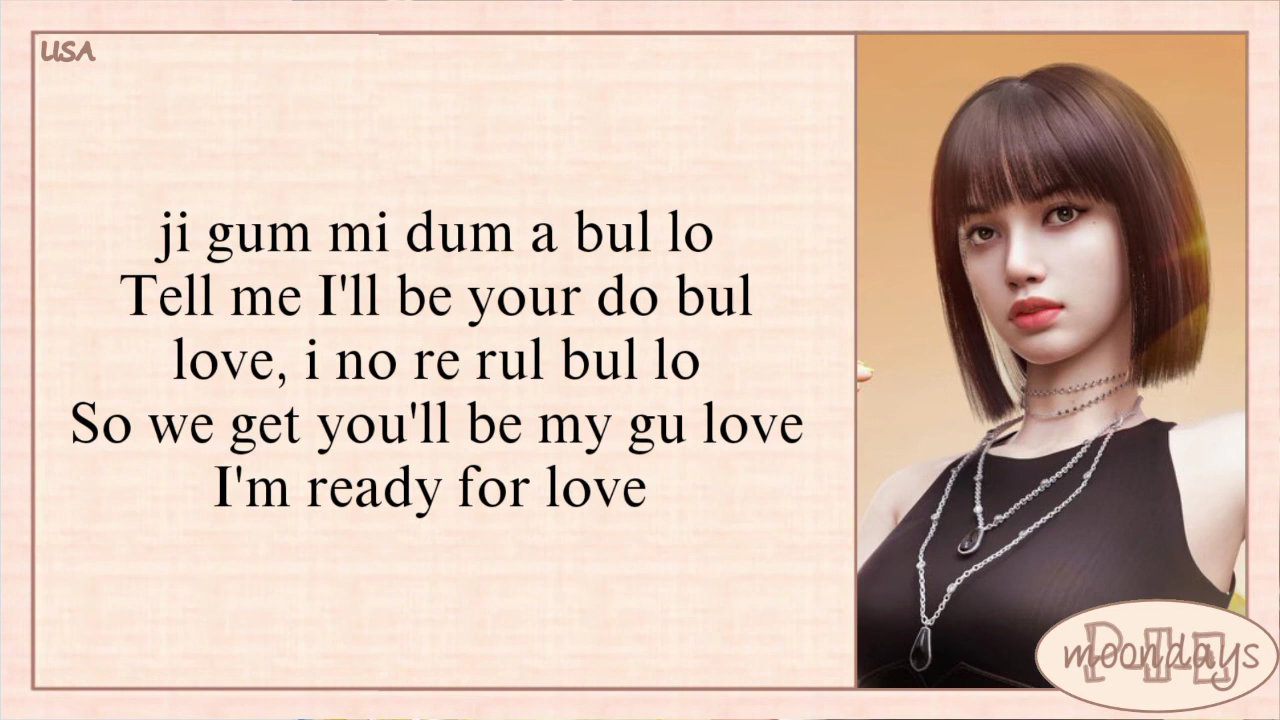 LISA
ji gum mi dum a bul lo
Tell me I'll be your do bul
love, i no re rul bul lo
So we get you'll be my gu love
I'm ready for love
moondays